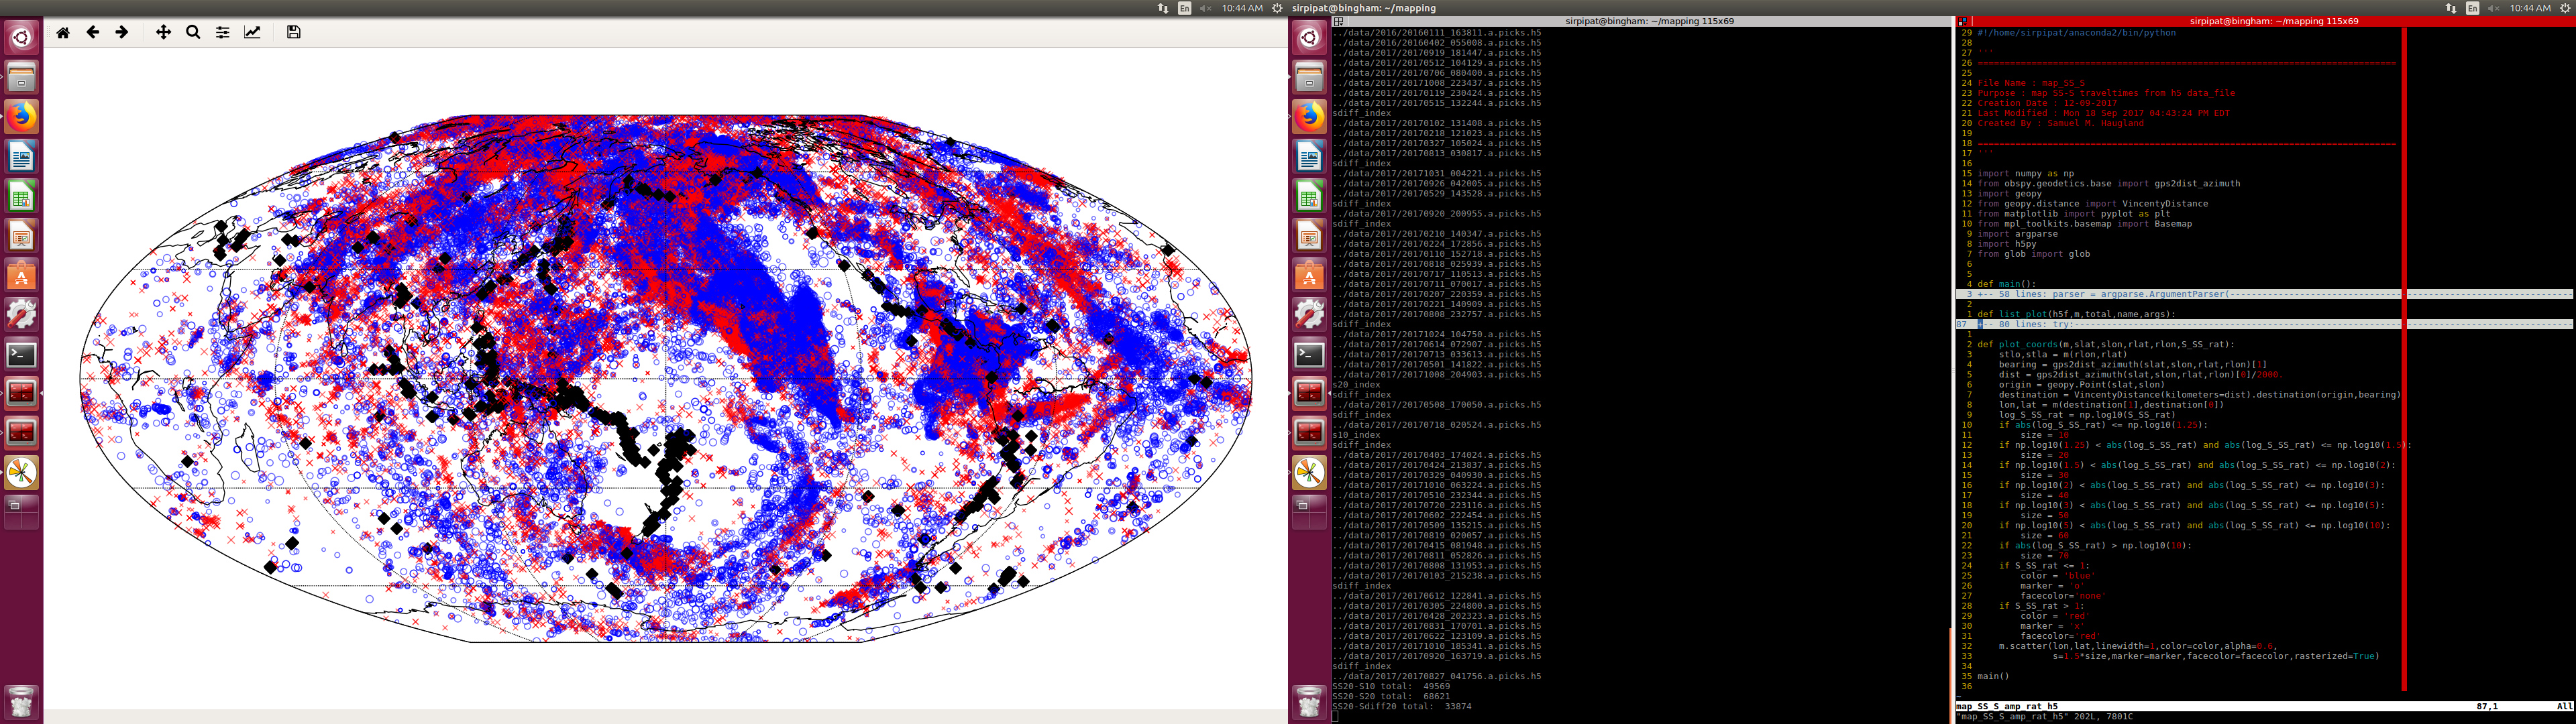 En 10:44 AM
sirpipat@bingham: ~/mapping
En 10:44 AM
sirpipat@bingham: ~/mapping 115x69
../data/2016/20160111_163811.a.picks.h5
../data/2016/20160402_055008.a.picks.h5
../data/2017/20170919_181447.a.picks.h5
../data/2017/20170512_104129.a.picks.h5
../data/2017/20170706_080400.a.picks.h5
../data/2017/20171008_223437.a.picks.h5
../data/2017/20170119_230424.a.picks.h5
../data/2017/20170515_132244.a.picks.h5
sdiff_index
../data/2017/20170102_131408.a.picks.h5
../data/2017/20170218_121023.a.picks.h5
../data/2017/20170327_105024.a.picks.h5
../data/2017/20170813_030817.a.picks.h5
sdiff_index
../data/2017/20171031_004221.a.picks.h5
../data/2017/20170926_042005.a.picks.h5
../data/2017/20170529_143528.a.picks.h5
sdiff_index
../data/2017/20170920_200955.a.picks.h5
sdiff_index
../data/2017/20170210_140347.a.picks.h5
../data/2017/20170224_172856.a.picks.h5
../data/2017/20170110_152718.a.picks.h5
../data/2017/20170818_025939.a.picks.h5
../data/2017/20170717_110513.a.picks.h5
../data/2017/20170711_070017.a.picks.h5
../data/2017/20170207_220359.a.picks.h5
../data/2017/20170221_140909.a.picks.h5
../data/2017/20170808_232757.a.picks.h5
sdiff_index
../data/2017/20171024_104750.a.picks.h5
../data/2017/20170614_072907.a.picks.h5
../data/2017/20170713_033613.a.picks.h5
../data/2017/20170501_141822.a.picks.h5
../data/2017/20171008_204903.a.picks.h5
s20_index
sdiff_index
../data/2017/20170508_170050.a.picks.h5
sdiff_index
../data/2017/20170718_020524.a.picks.h5
s10_index
sdiff_index
../data/2017/20170403_174024.a.picks.h5
../data/2017/20170424_213037.a.picks.h5
../data/2017/20170329_040930.a.picks.h5
../data/2017/20171010_063224.a.picks.h5
../data/2017/20170510_232344.a.picks.h5
../data/2017/20170720_223116.a.picks.h5
../data/2017/20170602_222454.a.picks.h5
../data/2017/20170509_135215.a.picks.h5
../data/2017/20170819_020057.a.picks.h5
../data/2017/20170415_081948.a.picks.h5
../data/2017/20170811_052826.a.picks.h5
../data/2017/20170808_131953.a.picks.h5
../data/2017/20170103_215238.a.picks.h5
sdiff_index
../data/2017/20170612_122841.a.picks.h5
../data/2017/20170305_224800.a.picks.h5
../data/2017/20170428_202323.a.picks.h5
../data/2017/20170831_170701.a.picks.h5
../data/2017/20170622_123109.a.picks.h5
../data/2017/20171010_185341.a.picks.h5
../data/2017/20170920_163719.a.picks.h5
sdiff_index
../data/2017/20170827_041756.a.picks.h5
SS20-S10 total: 49569
SS20-S20 total: 68621
SS20-Sdiff20 total: 33874
sirpipat@bingham: ~/mapping 115x69
29 #!/home/sirpipat/anaconda2/bin/python
28
27 '''
26 ==============================================================================
25
24 File Name : map_SS_S
23 Purpose : map SS-S traveltimes from h5 data_file
22 Creation Date : 12-09-2017
21 Last Modified : Mon 18 Sep 2017 04:43:24 PM EDT
20 Created By : Samuel M. Haugland
19
18 ==============================================================================
17 '''
16
15 import numpy as np
14 from obspy.geodetics.base import gps2dist_azimuth
13 import geopy
12 from geopy.distance import VincentyDistance
11 from matplotlib import pyplot as plt
10 from mpl_toolkits.basemap import Basemap
9 import argparse
8 import h5py
7 from glob import glob
6
5
4 def main():
3 +-- 58 lines: parser = argparse.ArgumentParser(
2
1 def list_plot(h5f,m,total,name,args):
87 +-- 80 lines: try:
1
2 def plot_coords(m,slat,slon,rlat,rlon,S_SS_rat):
3 stlo,stla = m(rlon,rlat)
4 bearing = gps2dist_azimuth(slat,slon,rlat,rlon)[1]
5 dist = gps2dist_azimuth(slat,slon,rlat,rlon)[0]/2000.
6 origin = geopy.Point(slat,slon)
7 destination = VincentyDistance(kilometers=dist).destination(origin,bearing)
8 lon,lat = m(destination[1],destination[0])
9 log_S_SS_rat = np.log10(S_SS_rat)
10 if abs(log_S_SS_rat) <= np.log10(1.25):
11 size = 10
12 if np.log10(1.25) < abs(log_S_SS_rat) and abs(log_S_SS_rat) <= np.log10(1.5):
13 size = 20
14 if np.log10(1.5) < abs(log_S_SS_rat) and abs(log_S_SS_rat) <= np.log10(2):
15 size = 30
16 if np.log10(2) < abs(log_S_SS_rat) and abs(log_S_SS_rat) <= np.log10(3):
17 size = 40
18 if np.log10(3) < abs(log_S_SS_rat) and abs(log_S_SS_rat) <= np.log10(5):
19 size = 50
20 if np.log10(5) < abs(log_S_SS_rat) and abs(log_S_SS_rat) <= np.log10(10):
21 size = 60
22 if abs(log_S_SS_rat) > np.log10(10):
23 size = 70
24 if S_SS_rat <= 1:
25 color = 'blue'
26 marker = 'o'
27 facecolor='none'
28 if S_SS_rat > 1:
29 color = 'red'
30 marker = 'x'
31 facecolor='red'
32 m.scatter(lon,lat,linewidth=1,color=color,alpha=0.6,
33 s=1.5*size,marker=marker,facecolor=facecolor,rasterized=True)
34
35 main()
36
~
map_SS_S_amp_rat_h5 87,1 All
"map_SS_S_amp_rat_h5" 202L, 7801C